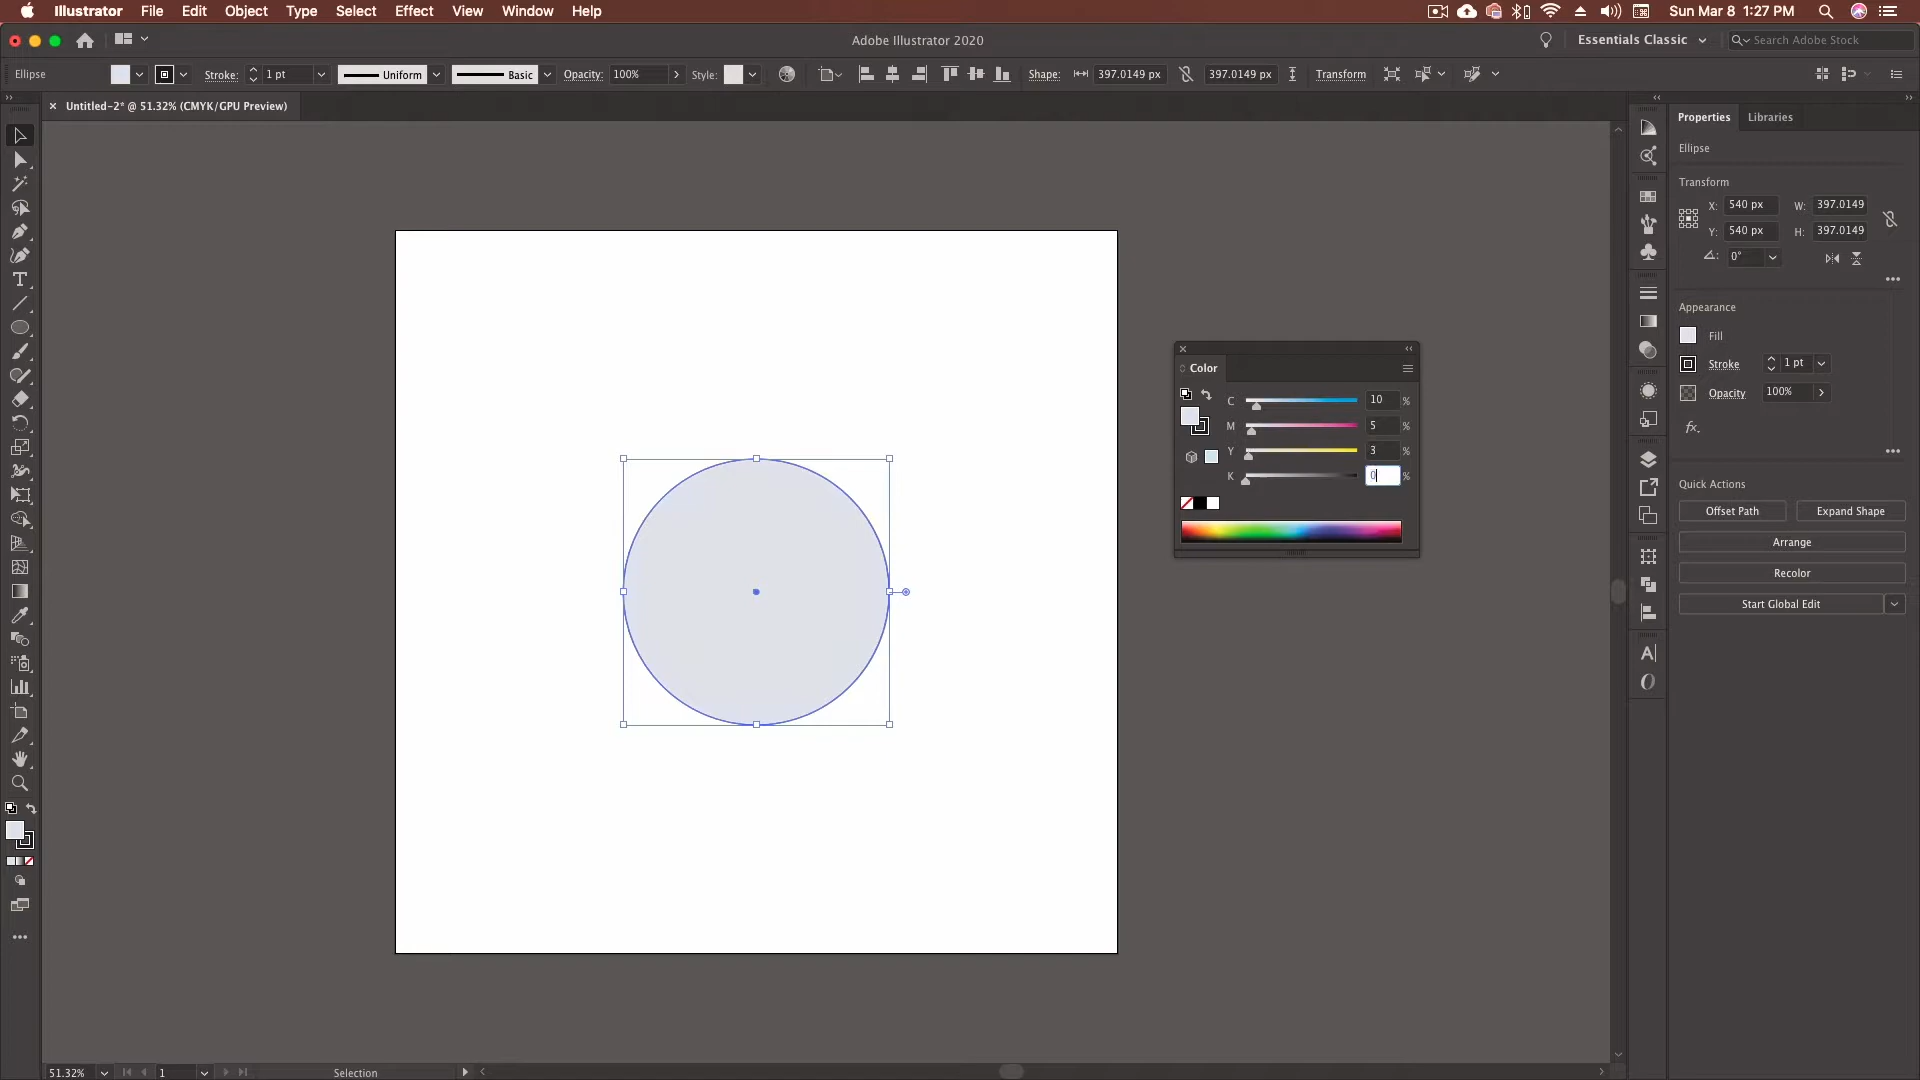 Illustrator File Edit Object Type Select Effect View Window Help Sun Mar 8 1:27 PM
Adobe Illustrator 2020 Essentials Classic Search Adobe Stock
Ellipse Stroke: 1 pt Uniform Basic Opacity: 100% Style: Shape: 397.0149 px 397.0149 px Transform
× Untitled-2* @ 51.32% (CMYK/GPU Preview)
Properties Libraries
Ellipse
Transform
X: 540 px W: 397.0149
Y: 540 px H: 397.0149
0°
Appearance
Fill
Stroke 1 pt
Opacity 100%
fx.
Quick Actions
Offset Path Expand Shape
Arrange
Recolor
Start Global Edit
Color
C 10 %
M 5 %
Y 3 %
K 0 %
51.32% 1 Selection